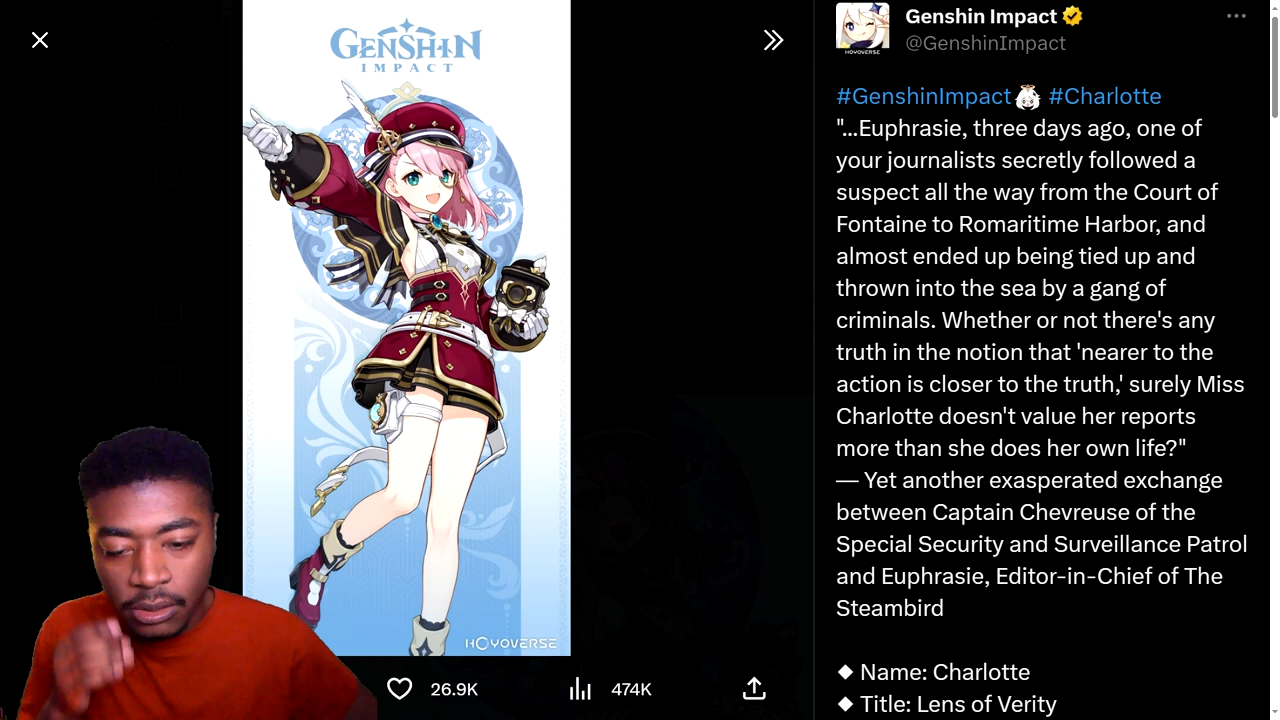 GENSHIN
IMPACT
HOYOVERSE
26.9K
474K
HOYOVERSE
Genshin Impact
@GenshinImpact
#GenshinImpact #Charlotte
"...Euphrasie, three days ago, one of
your journalists secretly followed a
suspect all the way from the Court of
Fontaine to Romaritime Harbor, and
almost ended up being tied up and
thrown into the sea by a gang of
criminals. Whether or not there's any
truth in the notion that 'nearer to the
action is closer to the truth,' surely Miss
Charlotte doesn't value her reports
more than she does her own life?"
— Yet another exasperated exchange
between Captain Chevreuse of the
Special Security and Surveillance Patrol
and Euphrasie, Editor-in-Chief of The
Steambird
◆ Name: Charlotte
◆ Title: Lens of Verity